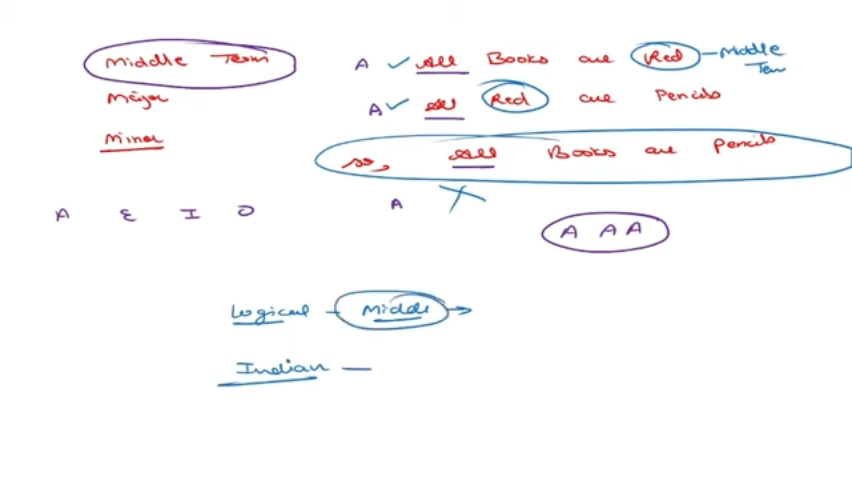 Middle Term
Major
Minor
A ✓ All Books are Red – Middle Term
A ✓ All Red are Pencils
so, All Books are Pencils
A E I O
A
A A A
Logical – Middle →
Indian –